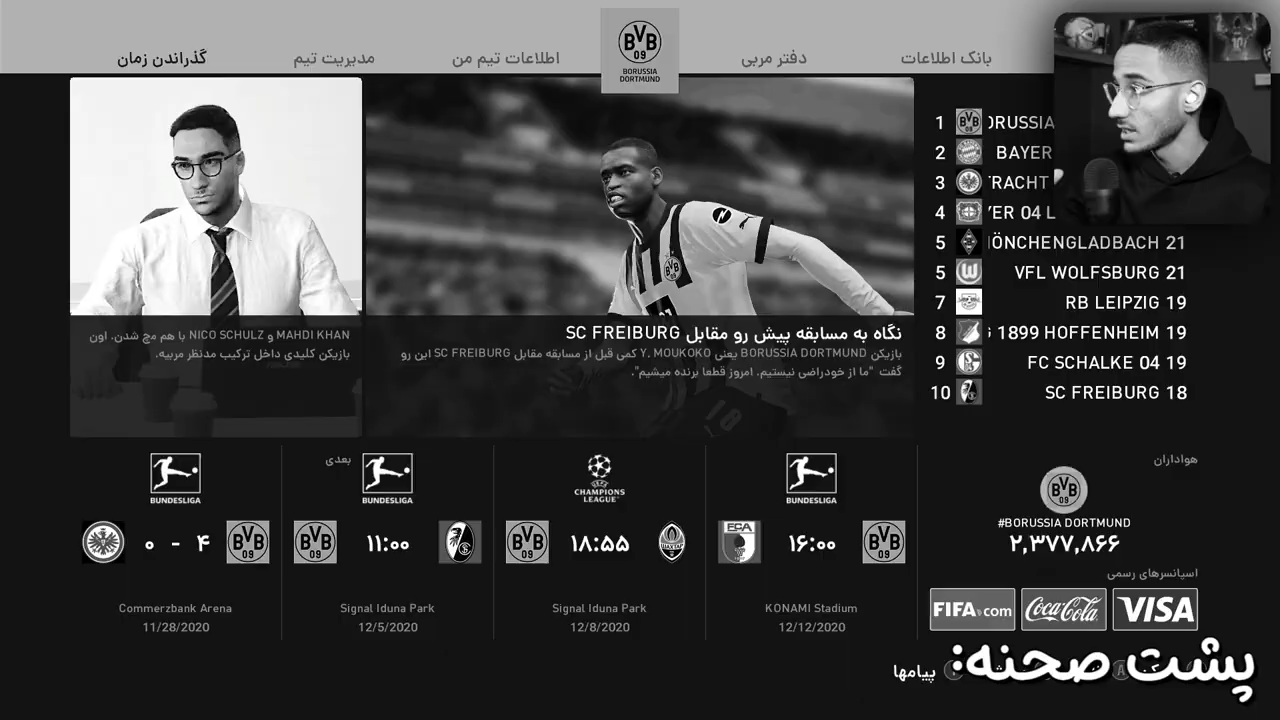 گذراندن زمان
مدیریت تیم
اطلاعات تیم من
BVB
09
BORUSSIA
DORTMUND
دفتر مربی
بانک اطلاعات
MAHDI KHAN و NICO SCHULZ با هم مچ شدن. اون
بازیکن کلیدی داخل ترکیب مدنظر مربیه.
نگاه به مسابقه پیش رو مقابل SC FREIBURG
بازیکن BORUSSIA DORTMUND یعنی Y. MOUKOKO کمی قبل از مسابقه مقابل SC FREIBURG این رو
گفت "ما از خودراضی نیستیم. امروز قطعا برنده میشیم".
1 ORUSSIA
2 BAYER
3 TRACHT
4 YER 04 L
5 MÖNCHENGLADBACH 21
5 VFL WOLFSBURG 21
7 RB LEIPZIG 19
8 1899 HOFFENHEIM 19
9 FC SCHALKE 04 19
10 SC FREIBURG 18
BUNDESLIGA
۰ - ۴
Commerzbank Arena
11/28/2020
بعدی
BUNDESLIGA
۱۱:۰۰
Signal Iduna Park
12/5/2020
UEFA
CHAMPIONS
LEAGUE
۱۸:۵۵
Signal Iduna Park
12/8/2020
BUNDESLIGA
FCA
۱۶:۰۰
KONAMI Stadium
12/12/2020
هواداران
#BORUSSIA DORTMUND
۲,۳۷۷,۸۶۶
اسپانسرهای رسمی
FIFA.com
Coca-Cola
VISA
پیامها
پشت صحنه: